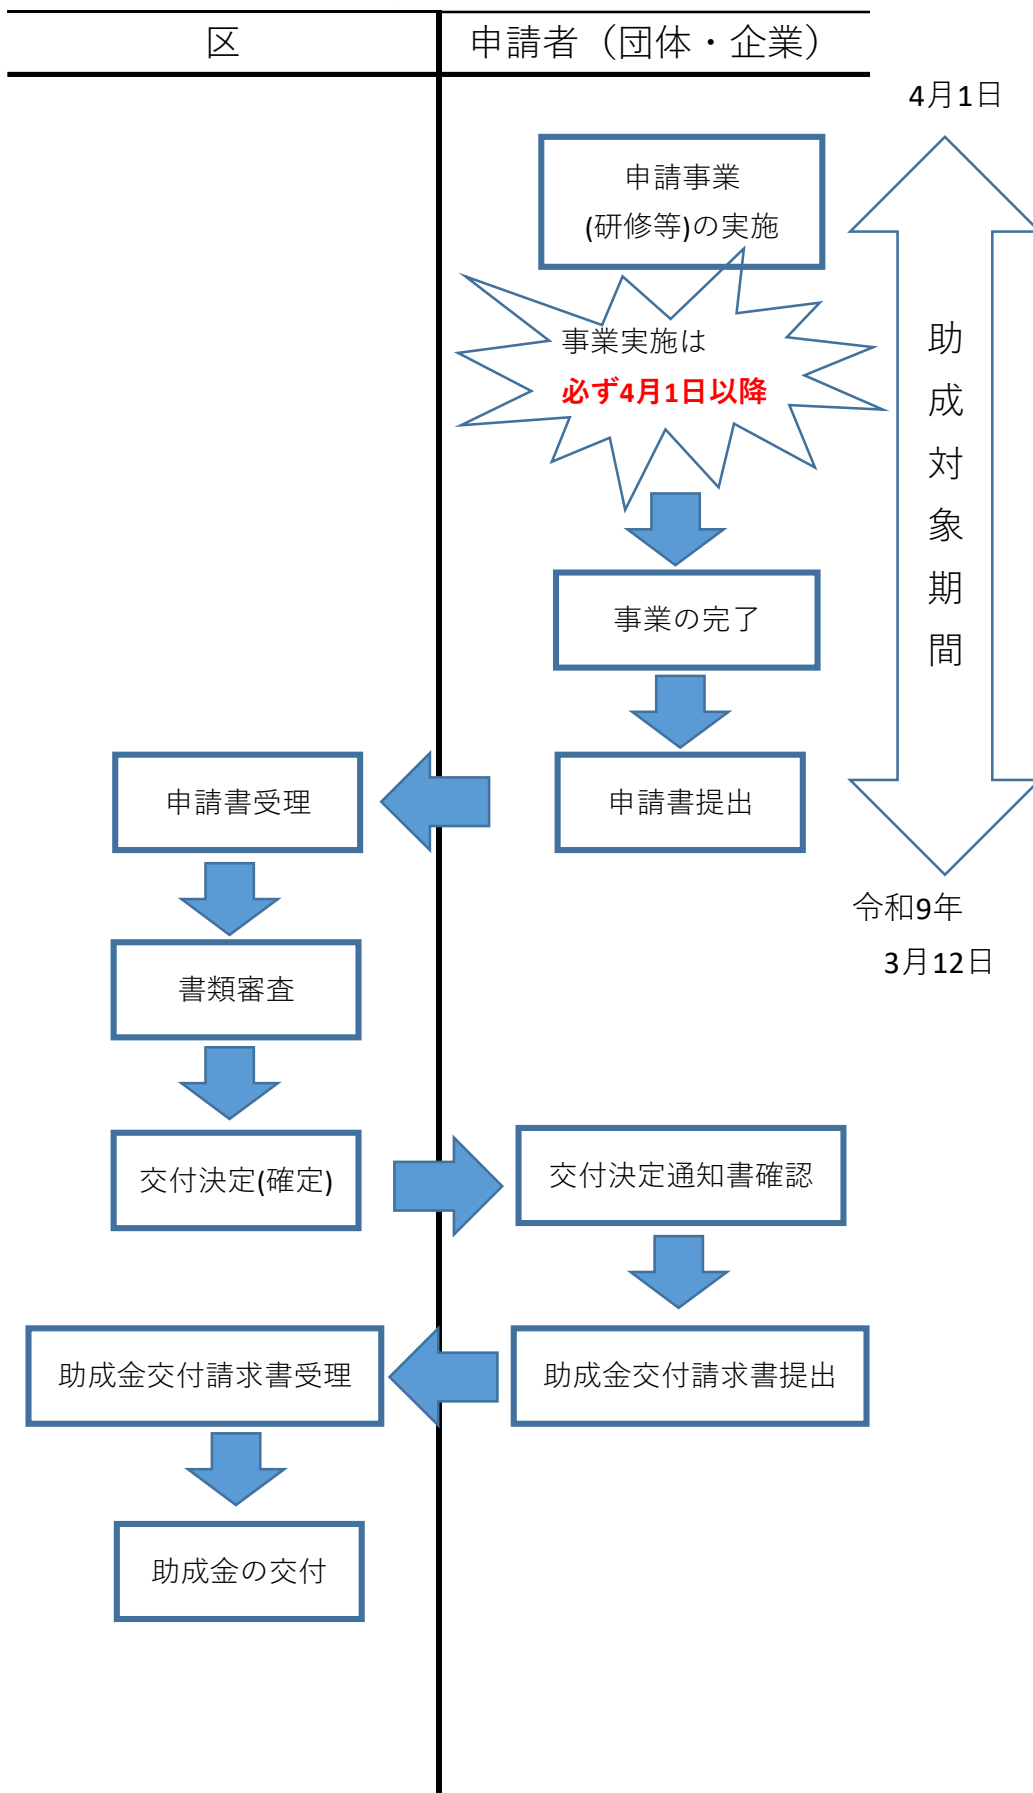 区
申請者（団体・企業）
4月1日
申請事業
(研修等)の実施
事業実施は
必ず4月1日以降
助成対象期間
事業の完了
申請書受理
申請書提出
令和9年
3月12日
書類審査
交付決定(確定)
交付決定通知書確認
助成金交付請求書受理
助成金交付請求書提出
助成金の交付